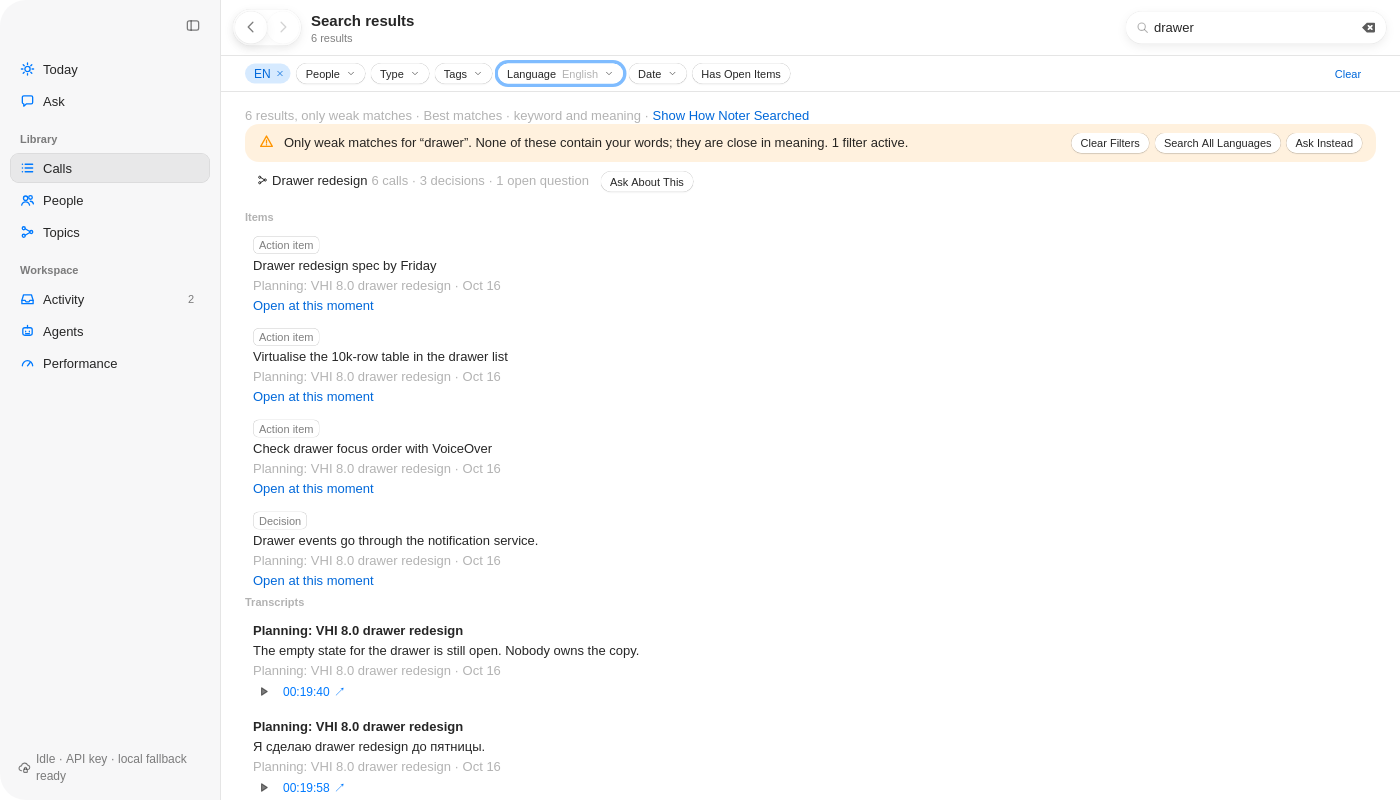 Search results
6 results
drawer
Today
Ask
Library
Calls
People
Topics
Workspace
Activity 2
Agents
Performance
Idle · API key · local fallback
ready
EN × People Type Tags Language English Date Has Open Items Clear
6 results, only weak matches · Best matches · keyword and meaning · Show How Noter Searched
Only weak matches for “drawer”. None of these contain your words; they are close in meaning. 1 filter active. Clear Filters Search All Languages Ask Instead
Drawer redesign 6 calls · 3 decisions · 1 open question Ask About This
Items
Action item
Drawer redesign spec by Friday
Planning: VHI 8.0 drawer redesign · Oct 16
Open at this moment
Action item
Virtualise the 10k-row table in the drawer list
Planning: VHI 8.0 drawer redesign · Oct 16
Open at this moment
Action item
Check drawer focus order with VoiceOver
Planning: VHI 8.0 drawer redesign · Oct 16
Open at this moment
Decision
Drawer events go through the notification service.
Planning: VHI 8.0 drawer redesign · Oct 16
Open at this moment
Transcripts
Planning: VHI 8.0 drawer redesign
The empty state for the drawer is still open. Nobody owns the copy.
Planning: VHI 8.0 drawer redesign · Oct 16
00:19:40 ↗
Planning: VHI 8.0 drawer redesign
Я сделаю drawer redesign до пятницы.
Planning: VHI 8.0 drawer redesign · Oct 16
00:19:58 ↗